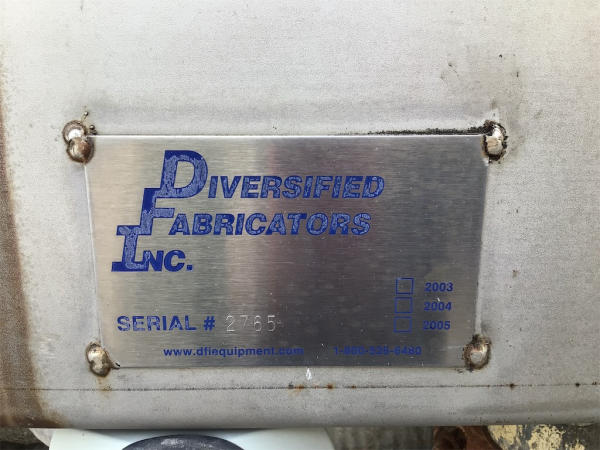 DIVERSIFIED
FABRICATORS
INC.
2003
2004
2005
SERIAL # 2765
www.dfiequipment.com